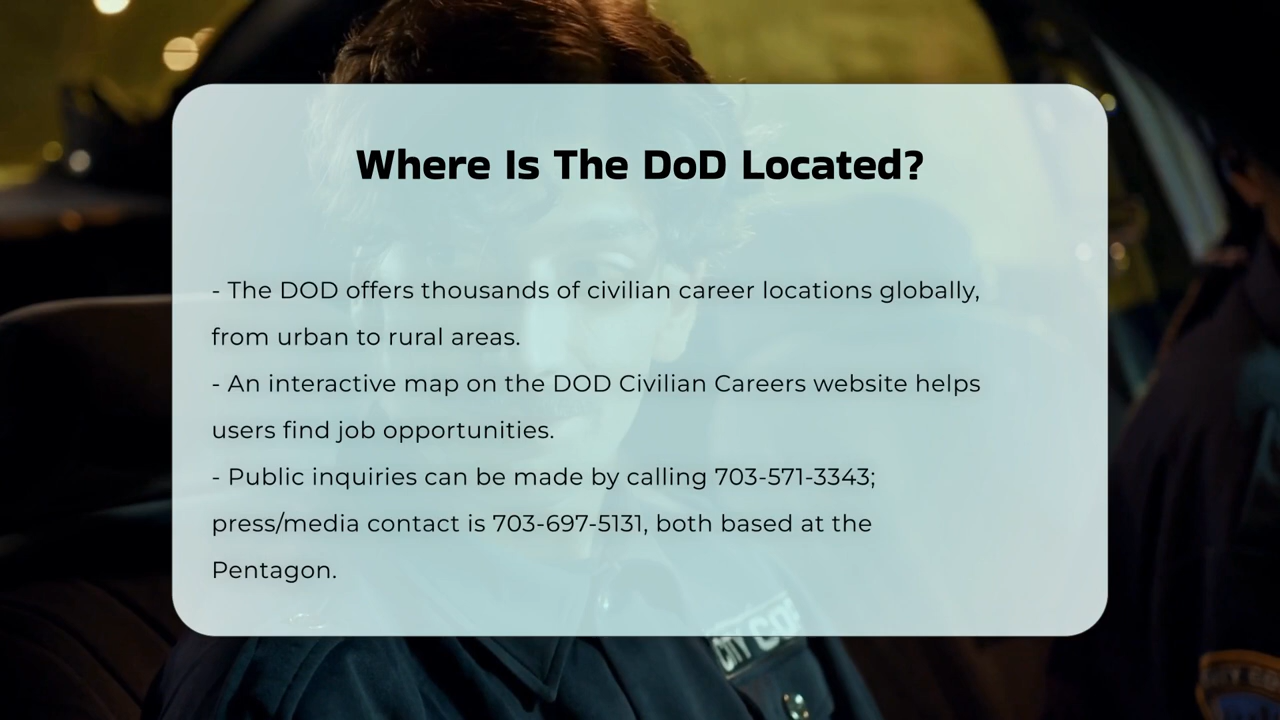 Where Is The DoD Located?
- The DOD offers thousands of civilian career locations globally,
from urban to rural areas.
- An interactive map on the DOD Civilian Careers website helps
users find job opportunities.
- Public inquiries can be made by calling 703-571-3343;
press/media contact is 703-697-5131, both based at the
Pentagon.
CITY